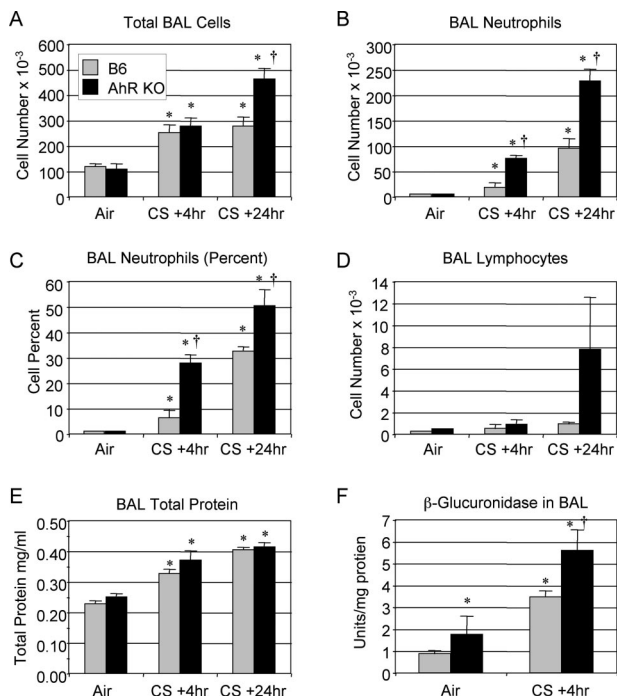 A
Total BAL Cells
Cell Number x 10-3
600
500
400
300
200
100
0
B6
AhR KO
* * * * †
Air CS +4hr CS +24hr
B
BAL Neutrophils
Cell Number x 10-3
300
250
200
150
100
50
0
* *† * *†
Air CS +4hr CS +24hr
C
BAL Neutrophils (Percent)
Cell Percent
60
50
40
30
20
10
0
* *† * *†
Air CS +4hr CS +24hr
D
BAL Lymphocytes
Cell Number x 10-3
14
12
10
8
6
4
2
0
Air CS +4hr CS +24hr
E
BAL Total Protein
Total Protein mg/ml
0.50
0.40
0.30
0.20
0.10
0.00
* * * *
Air CS +4hr CS +24hr
F
β-Glucuronidase in BAL
Units/mg protien
7
6
5
4
3
2
1
0
* * *†
Air CS +4hr